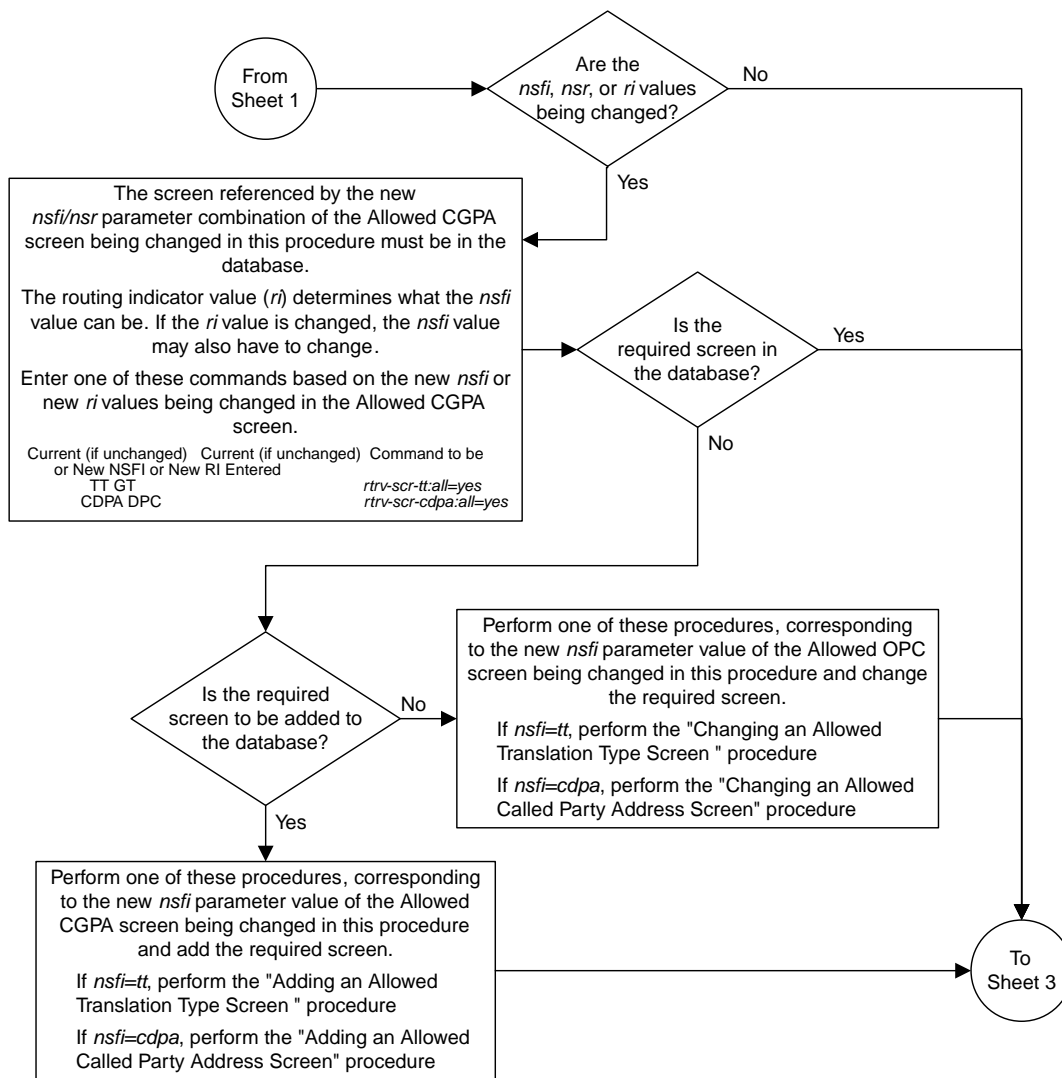 From
Sheet 1
Are the
nsfi, nsr, or ri values
being changed?
No
Yes
The screen referenced by the new
nsfi/nsr parameter combination of the Allowed CGPA
screen being changed in this procedure must be in the
database.
The routing indicator value (ri) determines what the nsfi
value can be. If the ri value is changed, the nsfi value
may also have to change.
Enter one of these commands based on the new nsfi or
new ri values being changed in the Allowed CGPA
screen.
Current (if unchanged) Current (if unchanged) Command to be
or New NSFI or New RI Entered
TT GT rtrv-scr-tt:all=yes
CDPA DPC rtrv-scr-cdpa:all=yes
Is the
required screen in
the database?
Yes
No
Is the required
screen to be added to
the database?
No
Yes
Perform one of these procedures, corresponding
to the new nsfi parameter value of the Allowed OPC
screen being changed in this procedure and change
the required screen.
If nsfi=tt, perform the "Changing an Allowed
Translation Type Screen " procedure
If nsfi=cdpa, perform the "Changing an Allowed
Called Party Address Screen" procedure
Perform one of these procedures, corresponding
to the new nsfi parameter value of the Allowed
CGPA screen being changed in this procedure
and add the required screen.
If nsfi=tt, perform the "Adding an Allowed
Translation Type Screen " procedure
If nsfi=cdpa, perform the "Adding an Allowed
Called Party Address Screen" procedure
To
Sheet 3